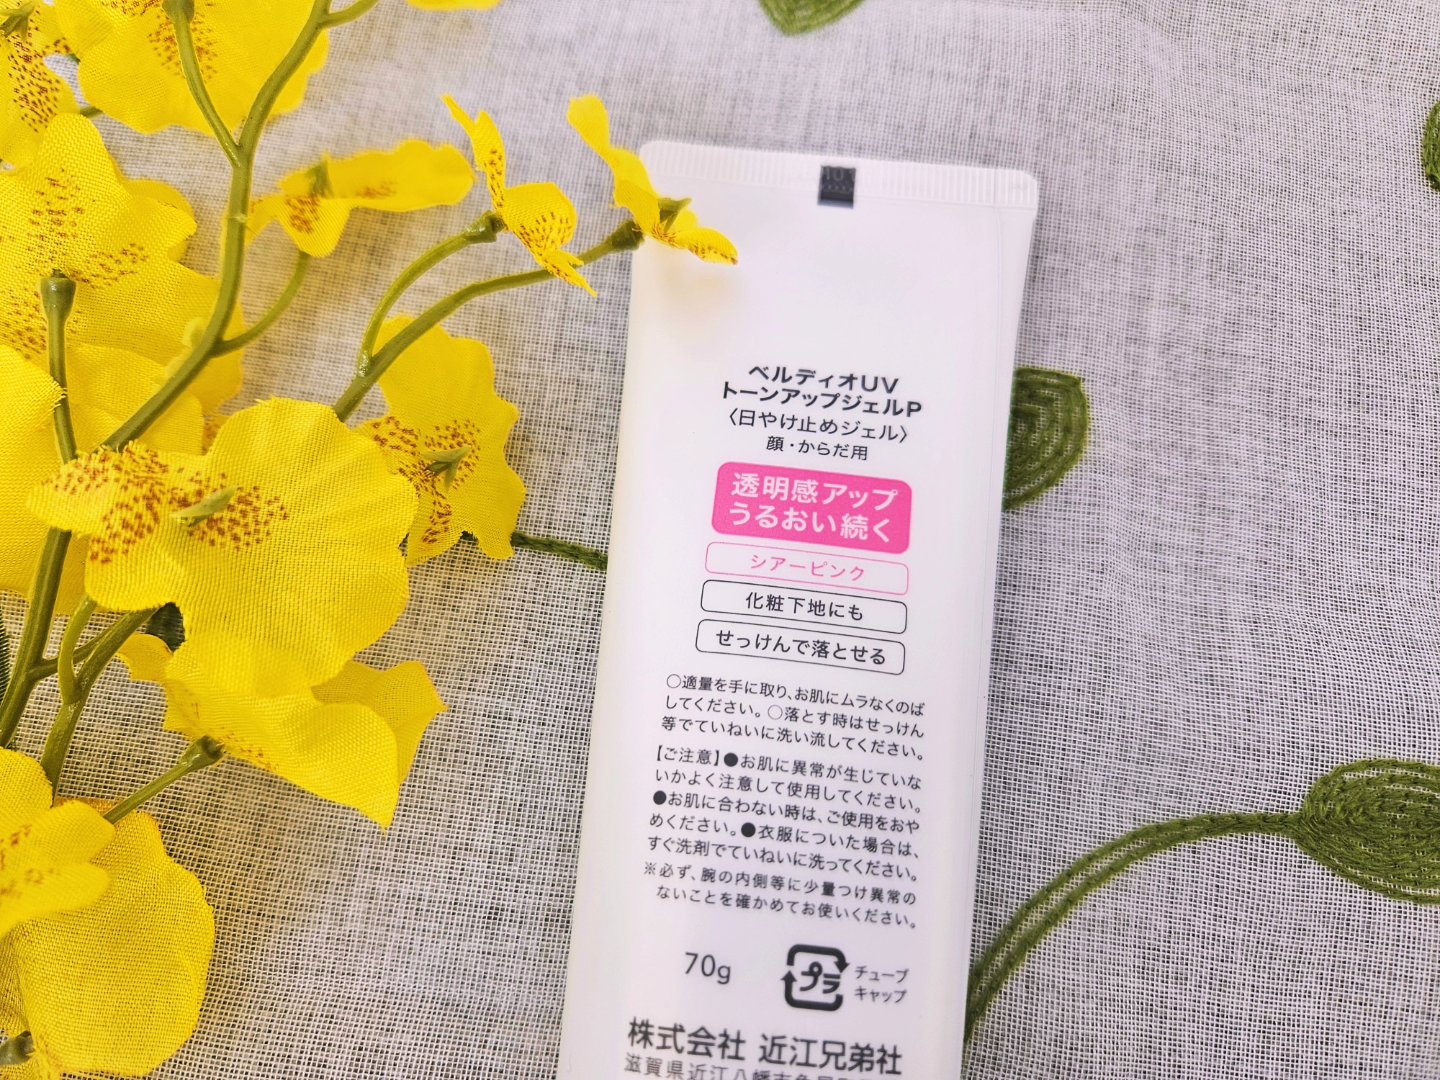 ベルディオUV
トーンアップジェルP
〈日やけ止めジェル〉
顔・からだ用
透明感アップ
うるおい続く
シアーピンク
化粧下地にも
せっけんで落とせる
○適量を手に取り、お肌にムラなくのば
してください。○落とす時はせっけん
等でていねいに洗い流してください。
【ご注意】●お肌に異常が生じていな
いかよく注意して使用してください。
●お肌に合わない時は、ご使用をおや
めください。●衣服についた場合は、
すぐ洗剤でていねいに洗ってください。
※必ず、腕の内側等に少量つけ異常の
ないことを確かめてお使いください。
70g
プラ
チューブ
キャップ
株式会社 近江兄弟社
滋賀県近江八幡市